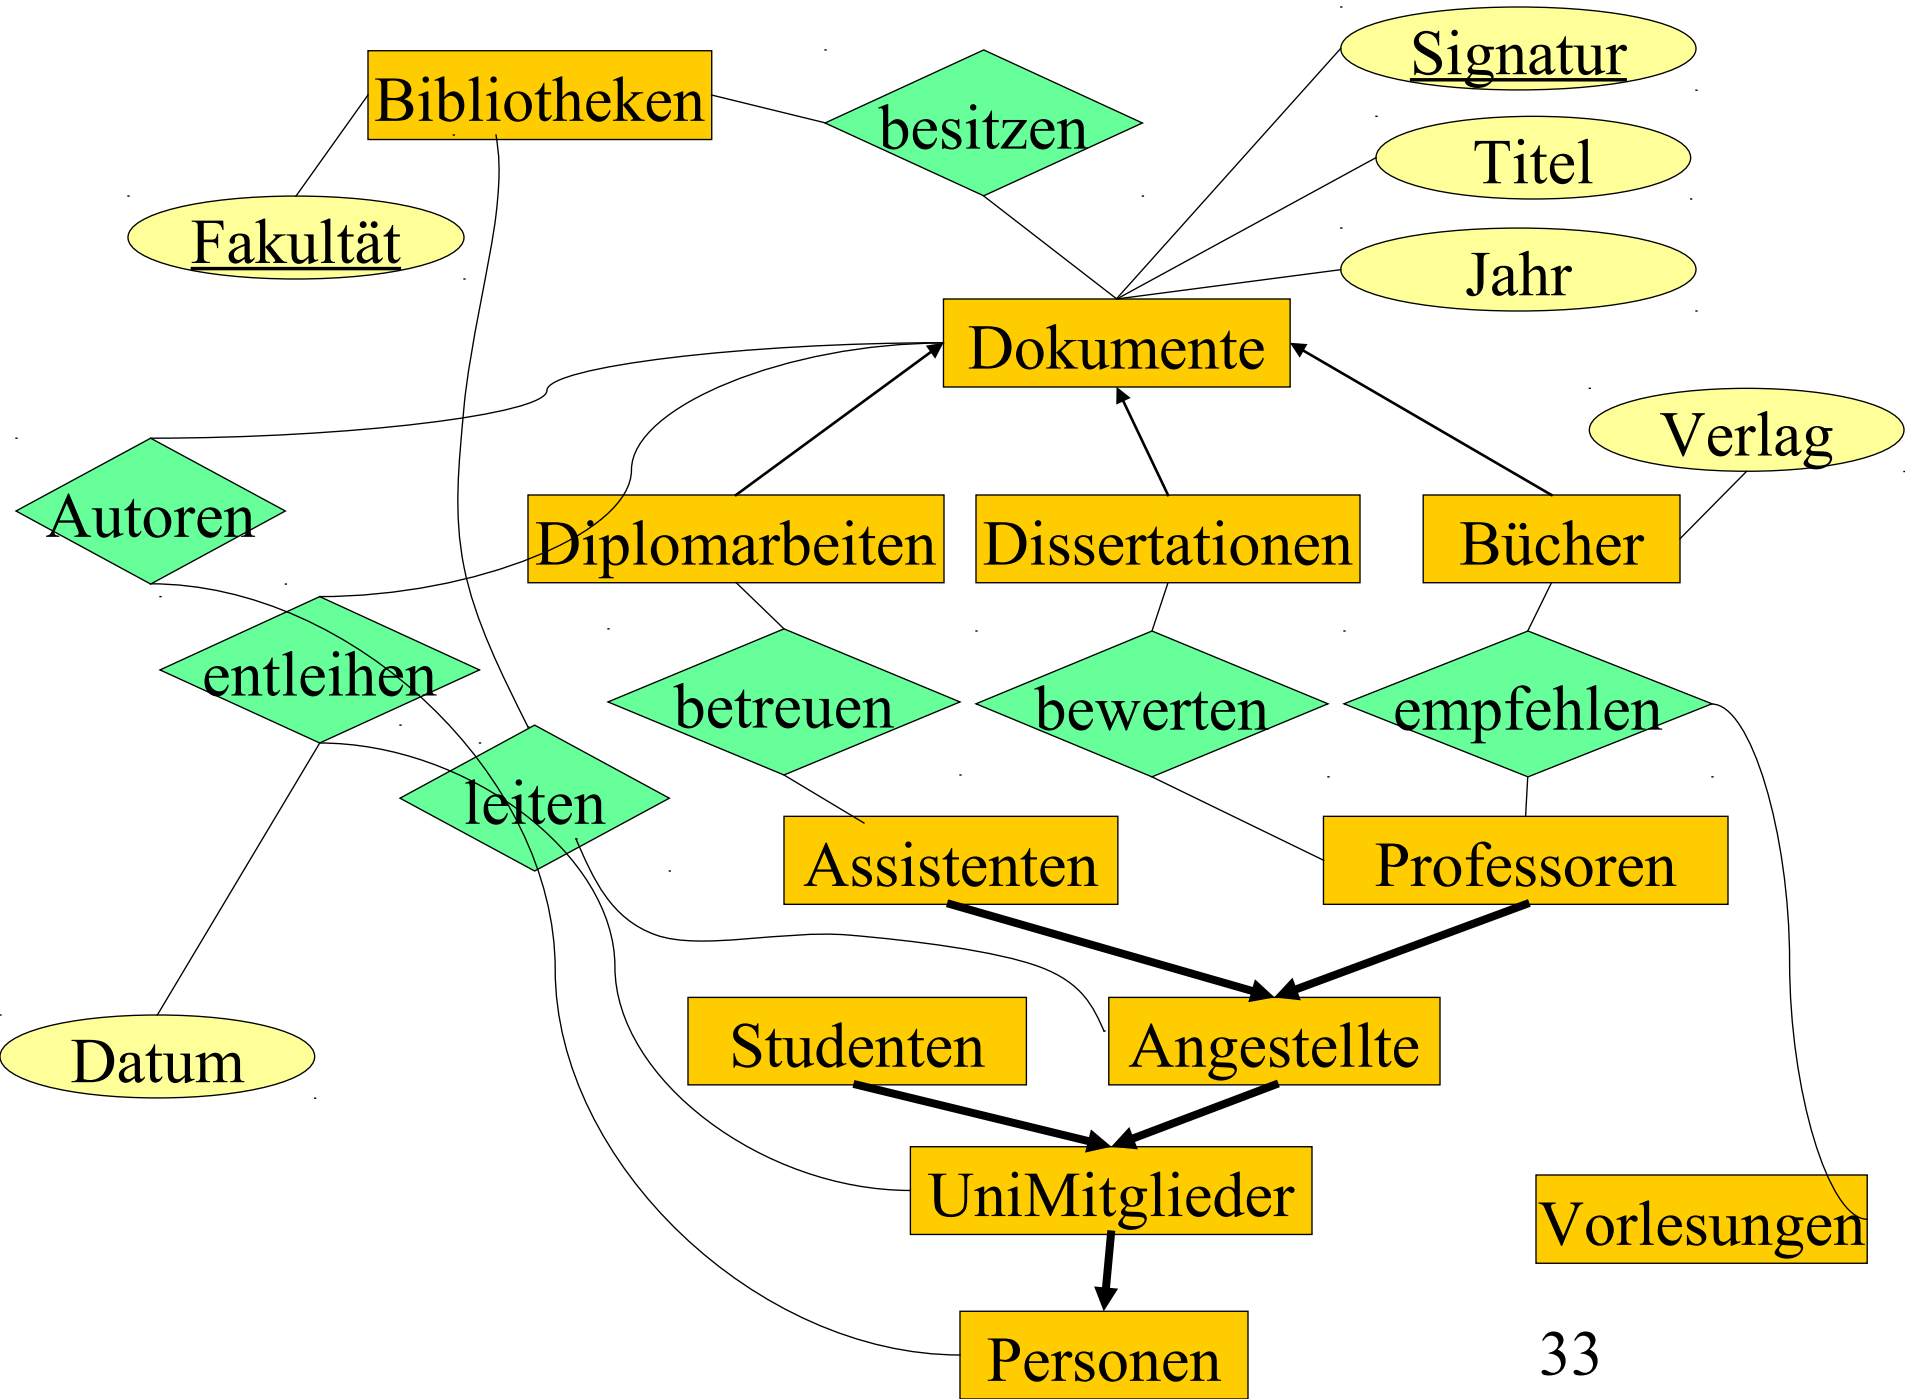 Signatur
Bibliotheken
besitzen
Titel
Fakultät
Jahr
Dokumente
Verlag
Autoren
Diplomarbeiten
Dissertationen
Bücher
entleihen
betreuen
bewerten
empfehlen
leiten
Assistenten
Professoren
Studenten
Angestellte
Datum
UniMitglieder
Vorlesungen
Personen
33